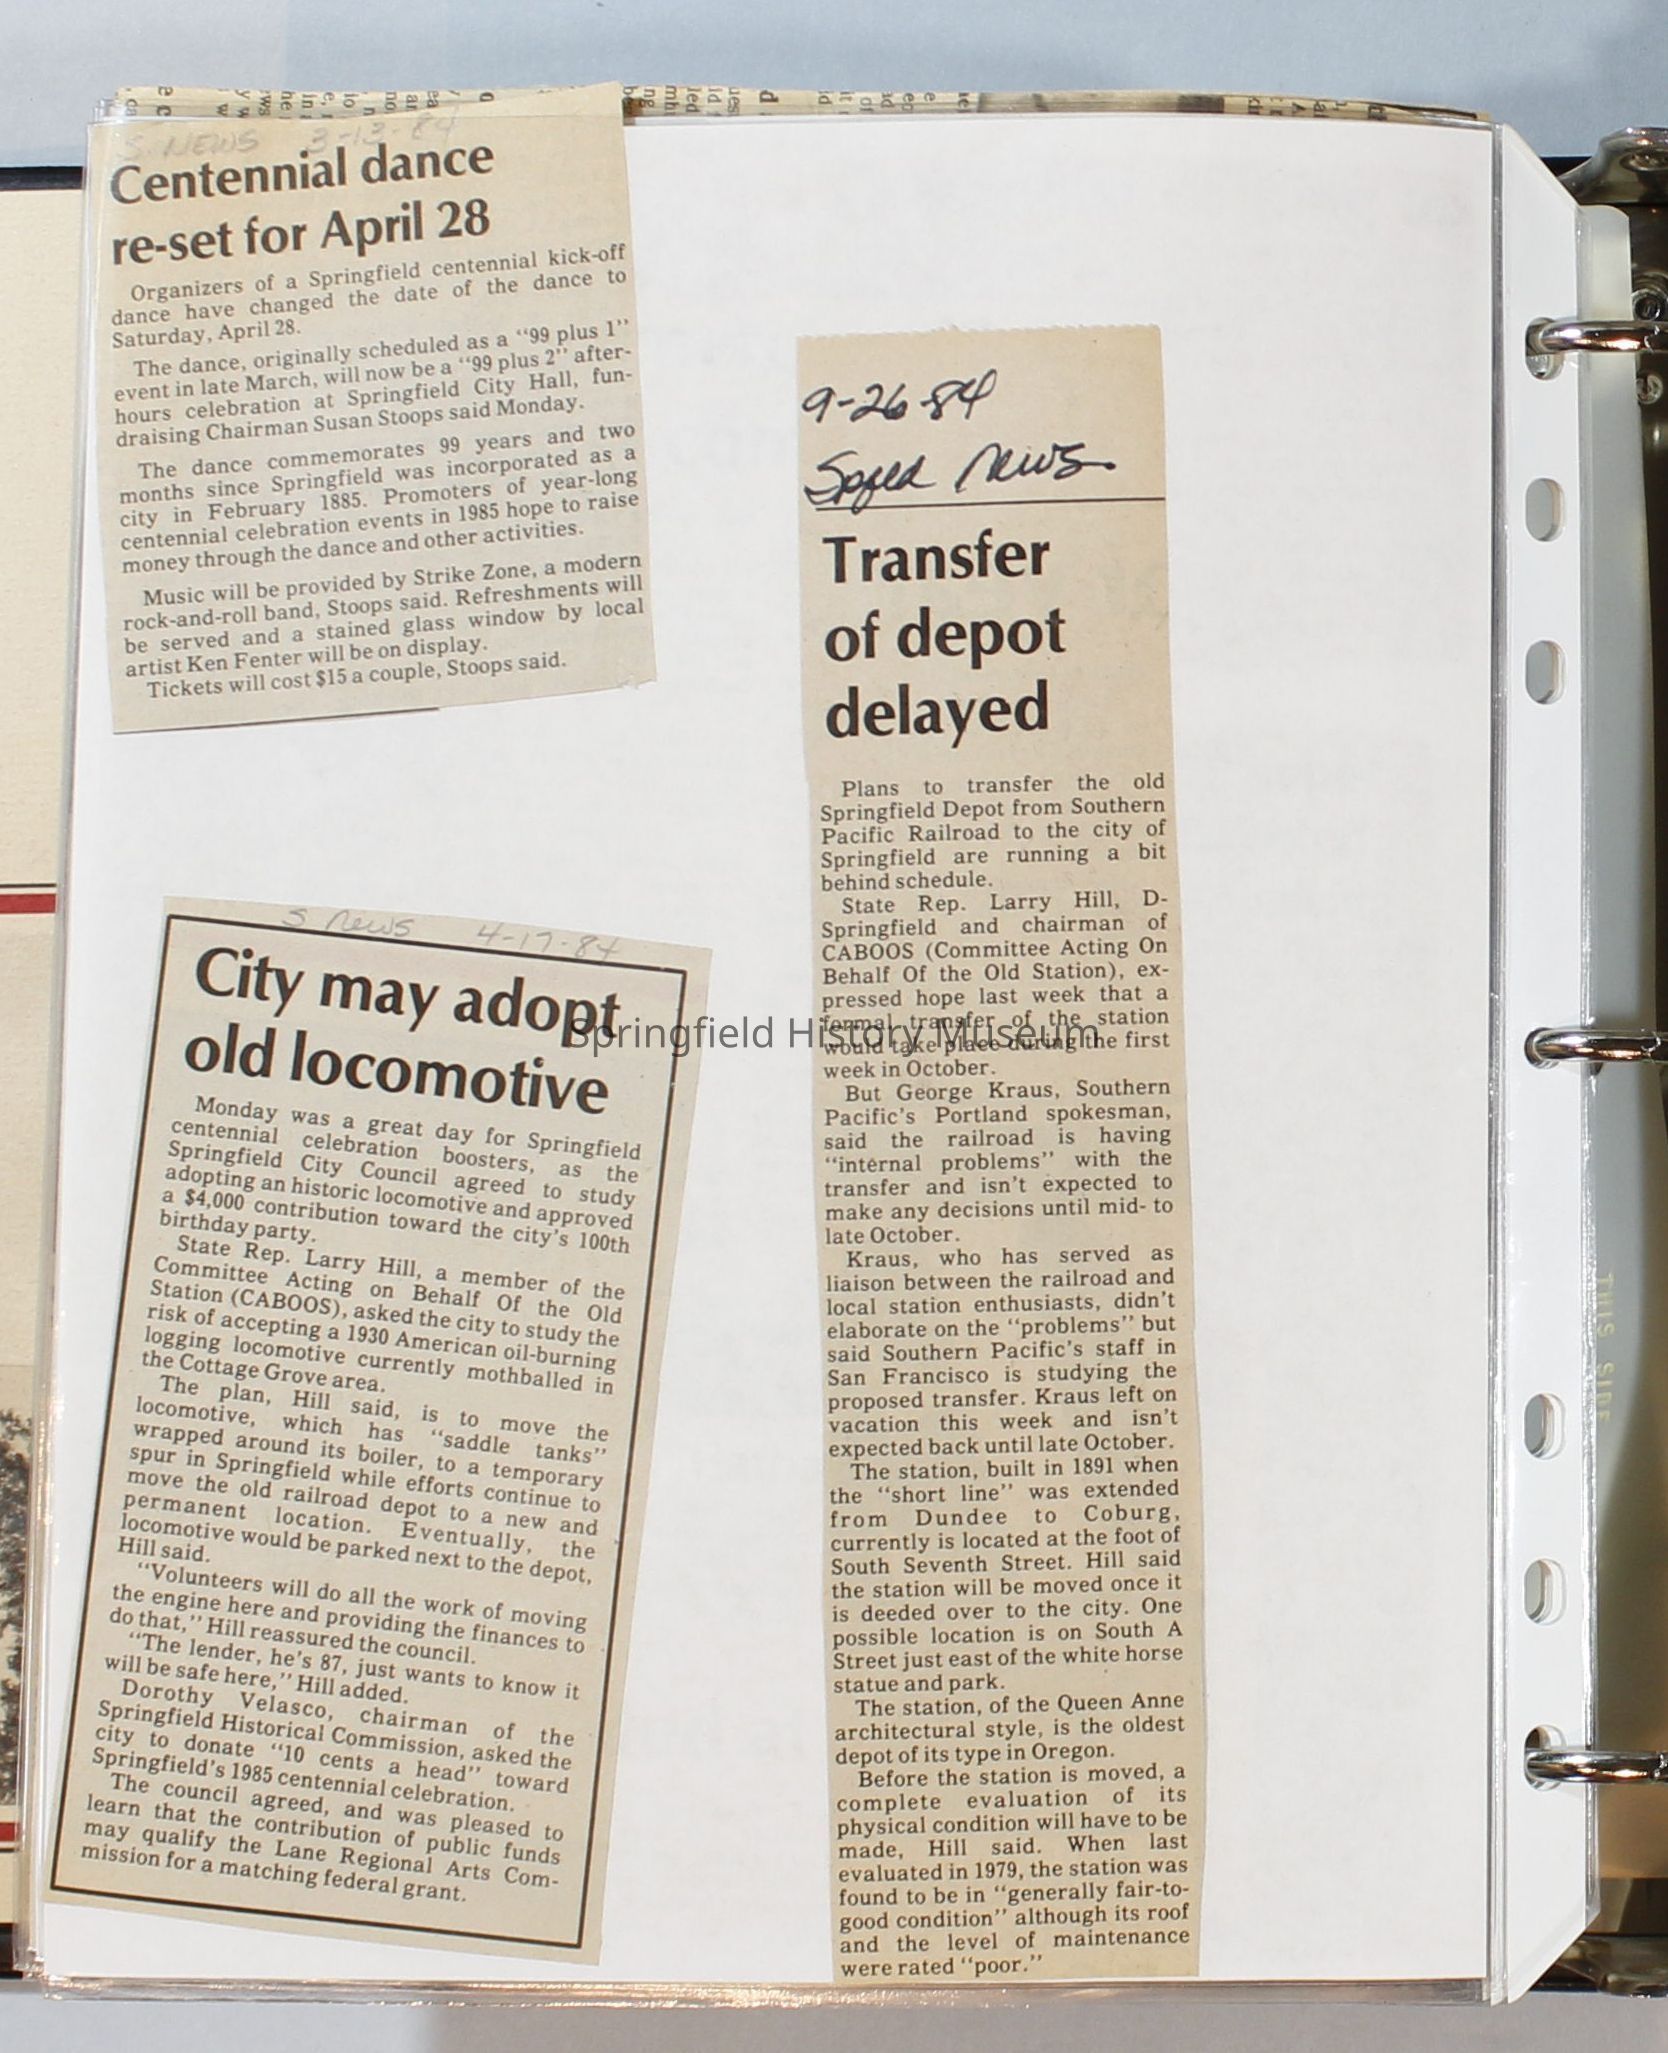 S. NEWS 3-13-84
Centennial dance
re-set for April 28
Organizers of a Springfield centennial kick-off
dance have changed the date of the dance to
Saturday, April 28.
The dance, originally scheduled as a “99 plus 1”
event in late March, will now be a “99 plus 2” after-
hours celebration at Springfield City Hall, fun-
draising Chairman Susan Stoops said Monday.
The dance commemorates 99 years and two
months since Springfield was incorporated as a
city in February 1885. Promoters of year-long
centennial celebration events in 1985 hope to raise
money through the dance and other activities.
Music will be provided by Strike Zone, a modern
rock-and-roll band, Stoops said. Refreshments will
be served and a stained glass window by local
artist Ken Fenter will be on display.
Tickets will cost $15 a couple, Stoops said.
S News 4-17-84
City may adopt
old locomotive
Monday was a great day for Springfield
centennial celebration boosters, as the
Springfield City Council agreed to study
adopting an historic locomotive and approved
a $4,000 contribution toward the city’s 100th
birthday party.
State Rep. Larry Hill, a member of the
Committee Acting on Behalf Of the Old
Station (CABOOS), asked the city to study the
risk of accepting a 1930 American oil-burning
logging locomotive currently mothballed in
the Cottage Grove area.
The plan, Hill said, is to move the
locomotive, which has “saddle tanks”
wrapped around its boiler, to a temporary
spur in Springfield while efforts continue to
move the old railroad depot to a new and
permanent location. Eventually, the
locomotive would be parked next to the depot,
Hill said.
“Volunteers will do all the work of moving
the engine here and providing the finances to
do that,” Hill reassured the council.
“The lender, he’s 87, just wants to know it
will be safe here,” Hill added.
Dorothy Velasco, chairman of the
Springfield Historical Commission, asked the
city to donate “10 cents a head” toward
Springfield’s 1985 centennial celebration.
The council agreed, and was pleased to
learn that the contribution of public funds
may qualify the Lane Regional Arts Com-
mission for a matching federal grant.
9-26-84
Spfld News
Transfer
of depot
delayed
Plans to transfer the old
Springfield Depot from Southern
Pacific Railroad to the city of
Springfield are running a bit
behind schedule.
State Rep. Larry Hill, D-
Springfield and chairman of
CABOOS (Committee Acting On
Behalf Of the Old Station), ex-
pressed hope last week that a
formal transfer of the station
would take place during the first
week in October.
But George Kraus, Southern
Pacific’s Portland spokesman,
said the railroad is having
“internal problems” with the
transfer and isn’t expected to
make any decisions until mid- to
late October.
Kraus, who has served as
liaison between the railroad and
local station enthusiasts, didn’t
elaborate on the “problems” but
said Southern Pacific’s staff in
San Francisco is studying the
proposed transfer. Kraus left on
vacation this week and isn’t
expected back until late October.
The station, built in 1891 when
the “short line” was extended
from Dundee to Coburg,
currently is located at the foot of
South Seventh Street. Hill said
the station will be moved once it
is deeded over to the city. One
possible location is on South A
Street just east of the white horse
statue and park.
The station, of the Queen Anne
architectural style, is the oldest
depot of its type in Oregon.
Before the station is moved, a
complete evaluation of its
physical condition will have to be
made, Hill said. When last
evaluated in 1979, the station was
found to be in “generally fair-to-
good condition” although its roof
and the level of maintenance
were rated “poor.”
Springfield History Museum
THIS SIDE